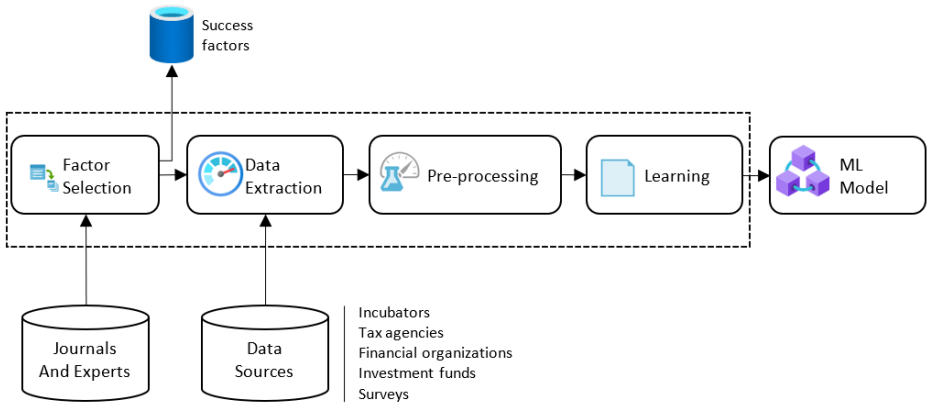 Success
factors
Factor
Selection
Data
Extraction
Pre-processing
Learning
ML
Model
Journals
And Experts
Data
Sources
Incubators
Tax agencies
Financial organizations
Investment funds
Surveys